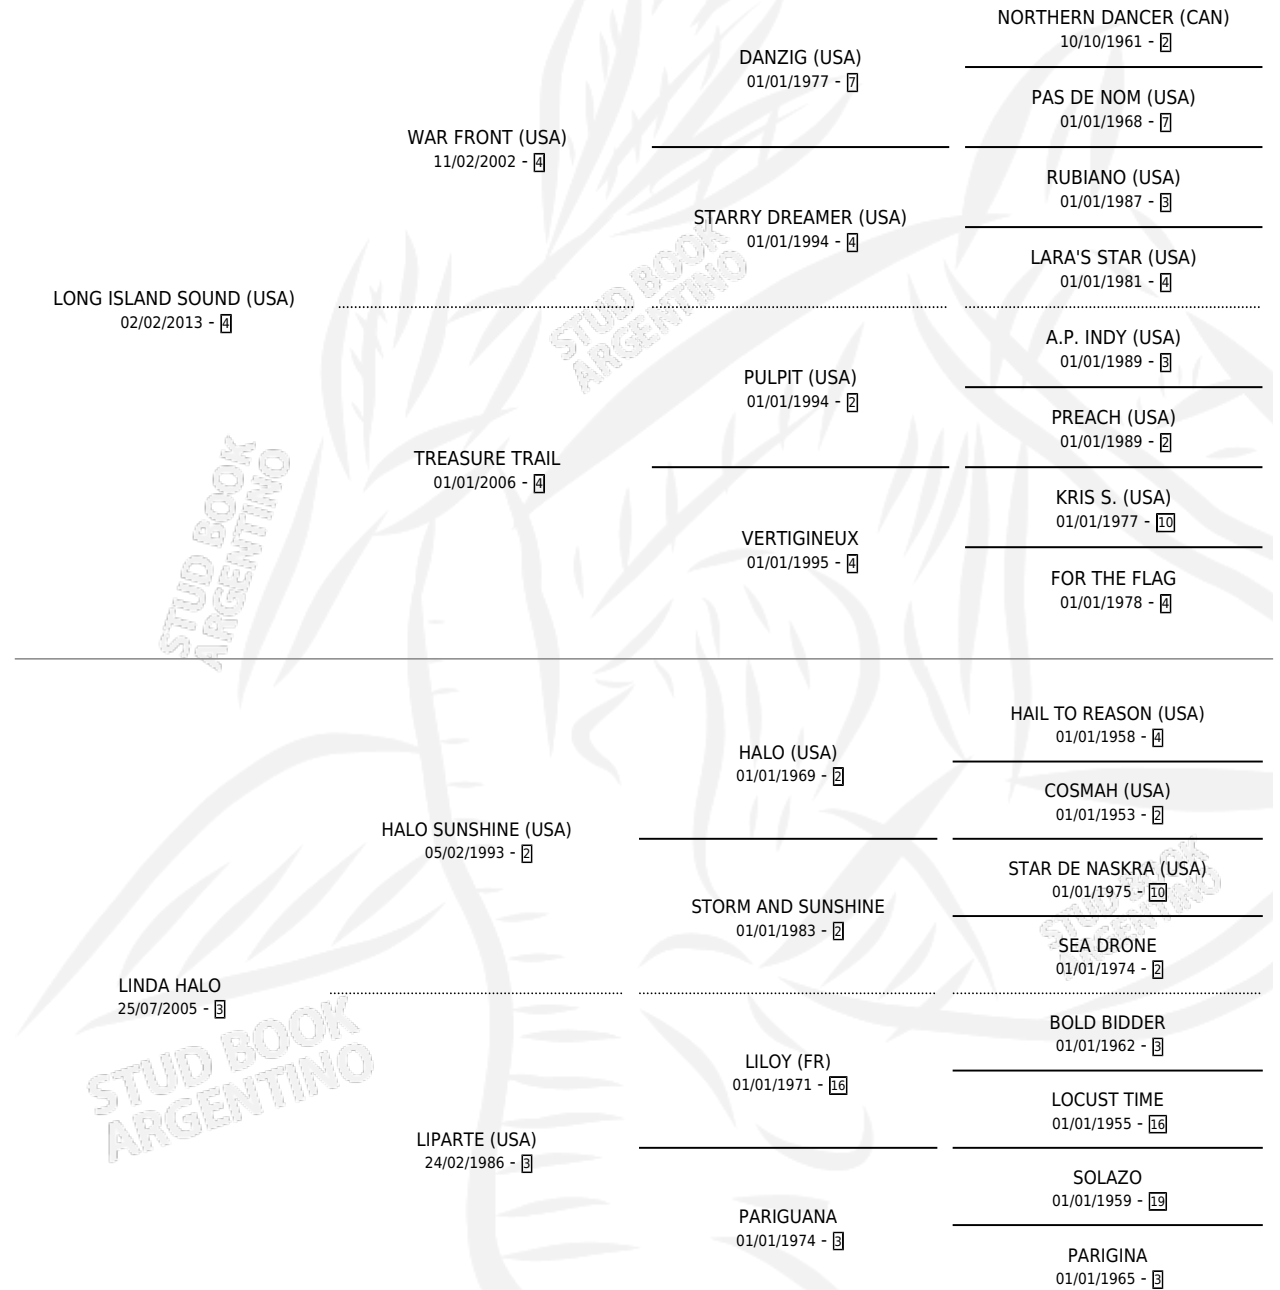 NORTHERN DANCER (CAN)
10/10/1961 - 2
DANZIG (USA)
01/01/1977 - 7
PAS DE NOM (USA)
01/01/1968 - 7
WAR FRONT (USA)
11/02/2002 - 4
RUBIANO (USA)
01/01/1987 - 3
STARRY DREAMER (USA)
01/01/1994 - 4
LARA'S STAR (USA)
01/01/1981 - 4
LONG ISLAND SOUND (USA)
02/02/2013 - 4
A.P. INDY (USA)
01/01/1989 - 3
PULPIT (USA)
01/01/1994 - 2
PREACH (USA)
01/01/1989 - 2
TREASURE TRAIL
01/01/2006 - 4
KRIS S. (USA)
01/01/1977 - 10
VERTIGINEUX
01/01/1995 - 4
FOR THE FLAG
01/01/1978 - 4
HAIL TO REASON (USA)
01/01/1958 - 4
HALO (USA)
01/01/1969 - 2
COSMAH (USA)
01/01/1953 - 2
HALO SUNSHINE (USA)
05/02/1993 - 2
STAR DE NASKRA (USA)
01/01/1975 - 10
STORM AND SUNSHINE
01/01/1983 - 2
SEA DRONE
01/01/1974 - 2
LINDA HALO
25/07/2005 - 3
BOLD BIDDER
01/01/1962 - 3
LILOY (FR)
01/01/1971 - 16
LOCUST TIME
01/01/1955 - 16
LIPARTE (USA)
24/02/1986 - 3
SOLAZO
01/01/1959 - 19
PARIGUANA
01/01/1974 - 3
PARIGINA
01/01/1965 - 3
STUD BOOK
ARGENTINO
STUD BOOK
ARGENTINO
STUD BOOK
ARGENTINO
STUD BOOK
ARGENTINO